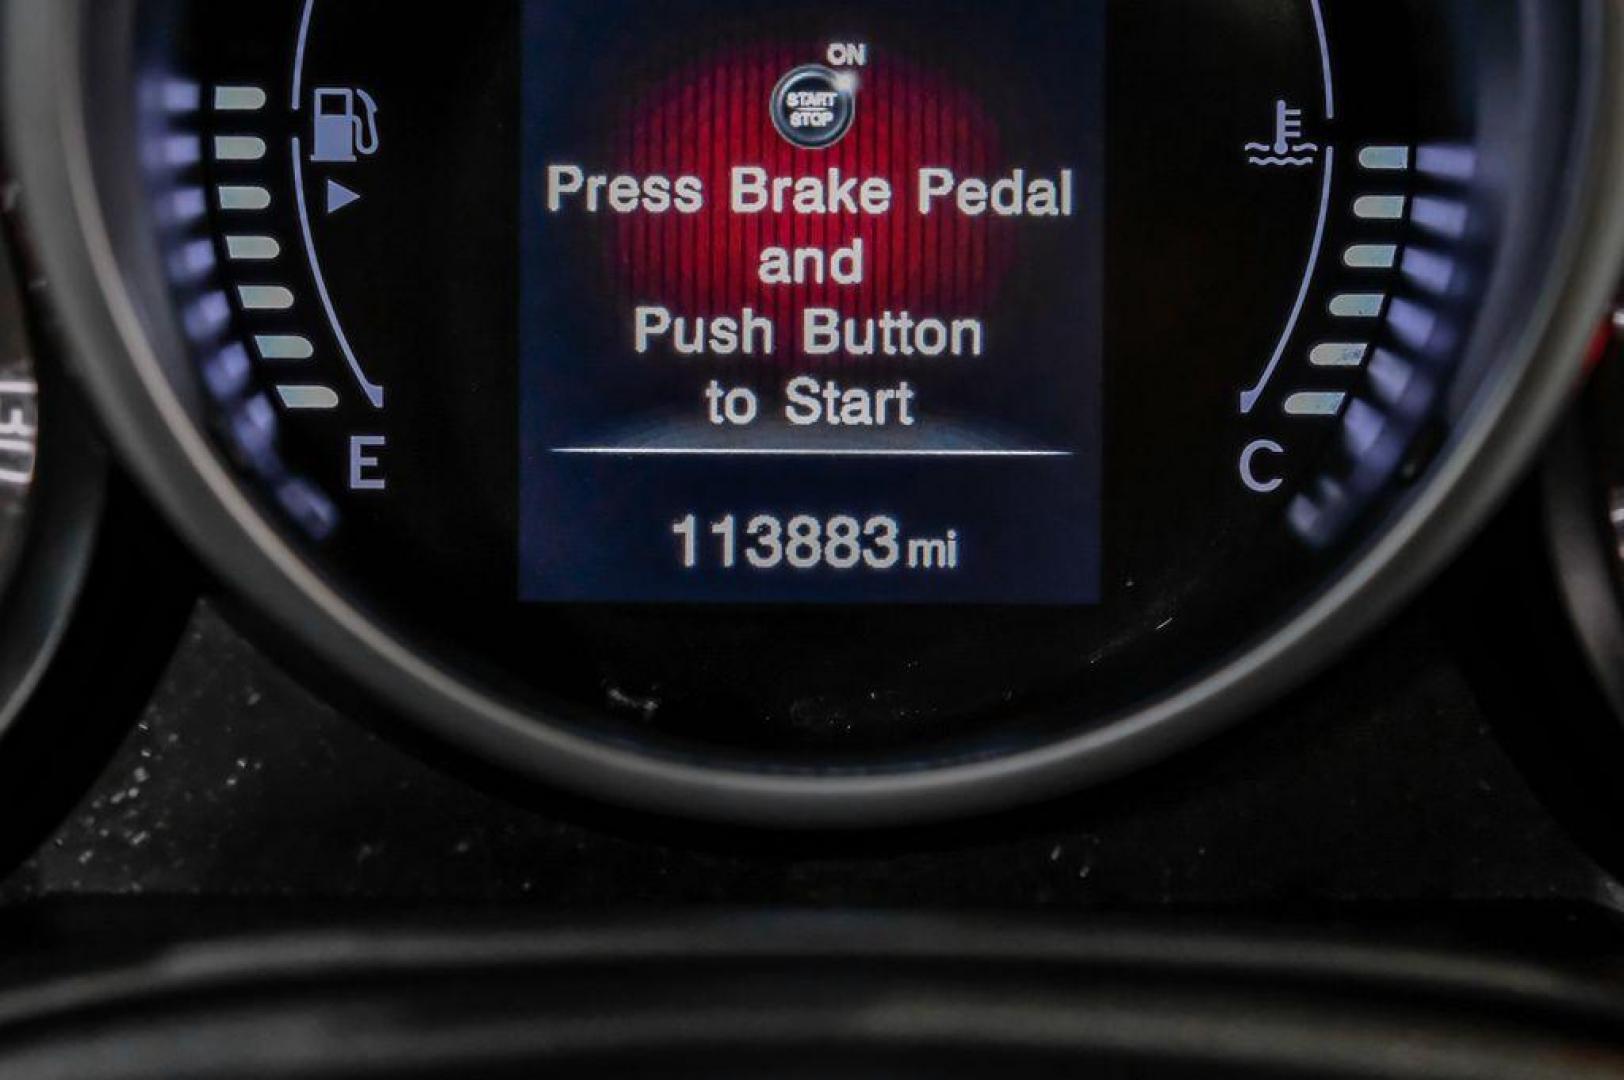 ON
START
STOP
Press Brake Pedal
and
Push Button
to Start
E
C
113883 mi